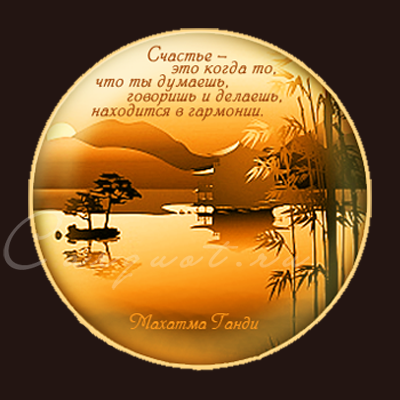 Счастье –
это когда то,
что ты думаешь,
говоришь и делаешь,
находится в гармонии.
Махатма Ганди